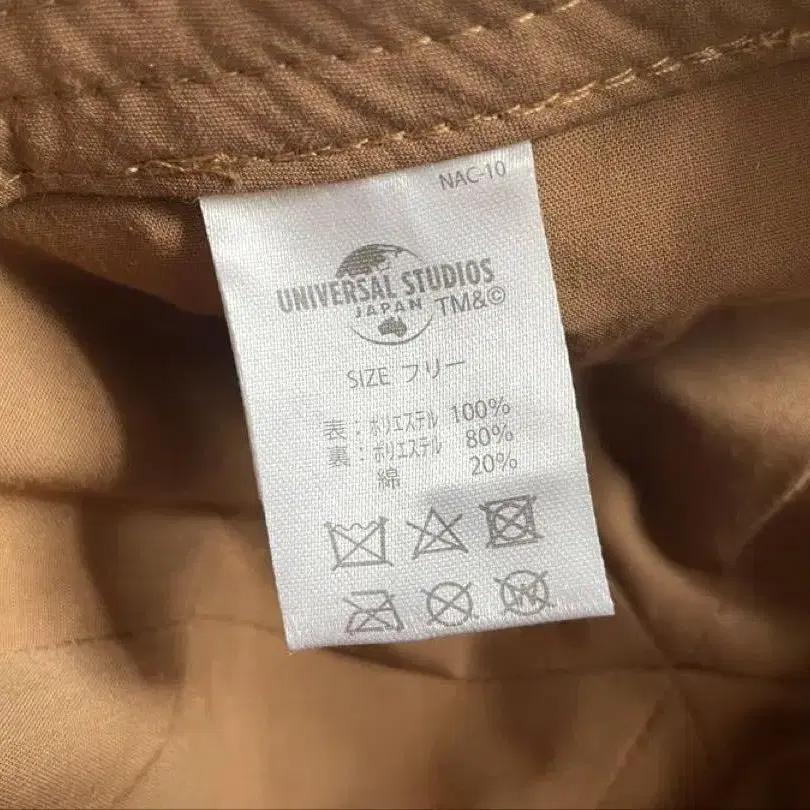 NAC-10
UNIVERSAL STUDIOS
JAPAN TM&©
SIZE フリー
表：ポリエステル 100%
裏：ポリエステル 80%
綿 20%
W